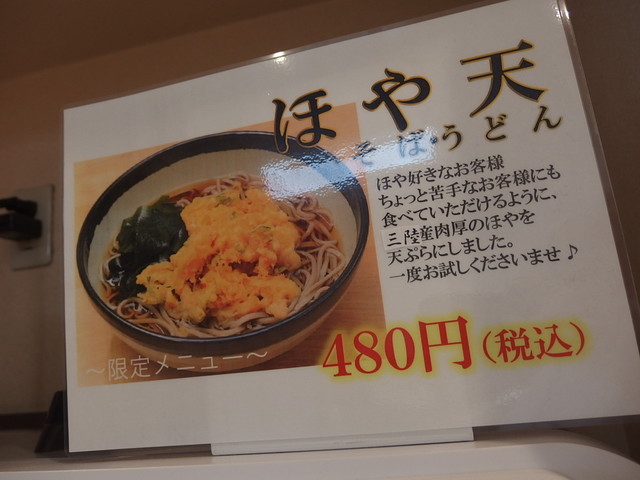 ほや天
そば・うどん
ほや好きなお客様
ちょっと苦手なお客様にも
食べていただけるように、
三陸産肉厚のほやを
天ぷらにしました。
一度お試しくださいませ♪
480円(税込)
～限定メニュー～